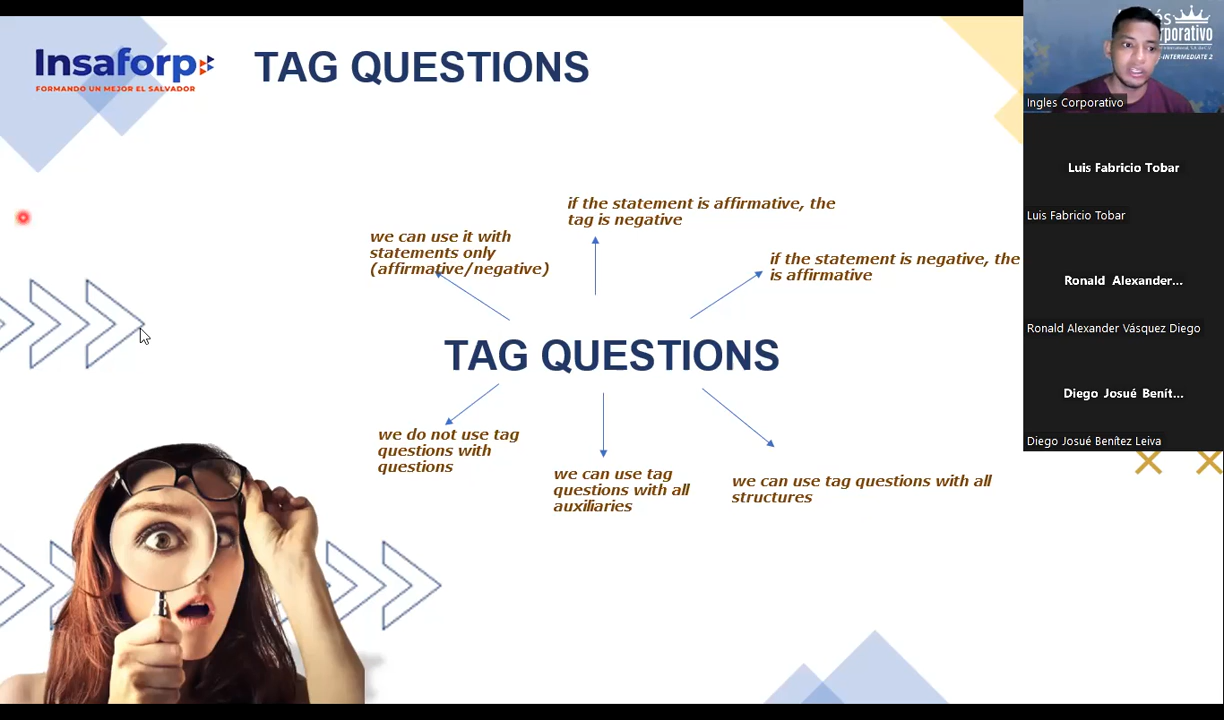 Insaforp
FORMANDO UN MEJOR EL SALVADOR
TAG QUESTIONS
if the statement is affirmative, the
tag is negative
we can use it with
statements only
(affirmative/negative)
if the statement is negative, the
is affirmative
TAG QUESTIONS
we do not use tag
questions with
questions
we can use tag
questions with all
auxiliaries
we can use tag questions with all
structures
Ingles Corporativo
Luis Fabricio Tobar
Luis Fabricio Tobar
Ronald Alexander...
Ronald Alexander Vásquez Diego
Diego Josué Benít...
Diego Josué Benítez Leiva